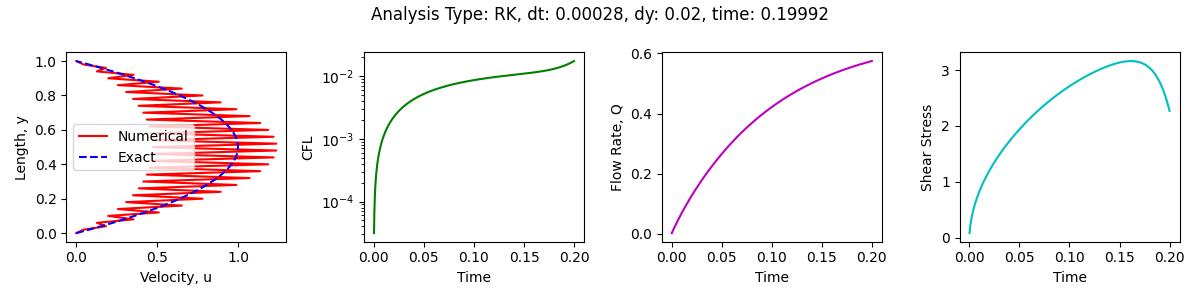 Analysis Type: RK, dt: 0.00028, dy: 0.02, time: 0.19992
Length, y
1.0
0.8
0.6
0.4
0.2
0.0
Numerical
Exact
0.0 0.5 1.0
Velocity, u
CFL
10⁻²
10⁻³
10⁻⁴
0.00 0.05 0.10 0.15 0.20
Time
Flow Rate, Q
0.6
0.4
0.2
0.0
0.00 0.05 0.10 0.15 0.20
Time
Shear Stress
3
2
1
0
0.00 0.05 0.10 0.15 0.20
Time